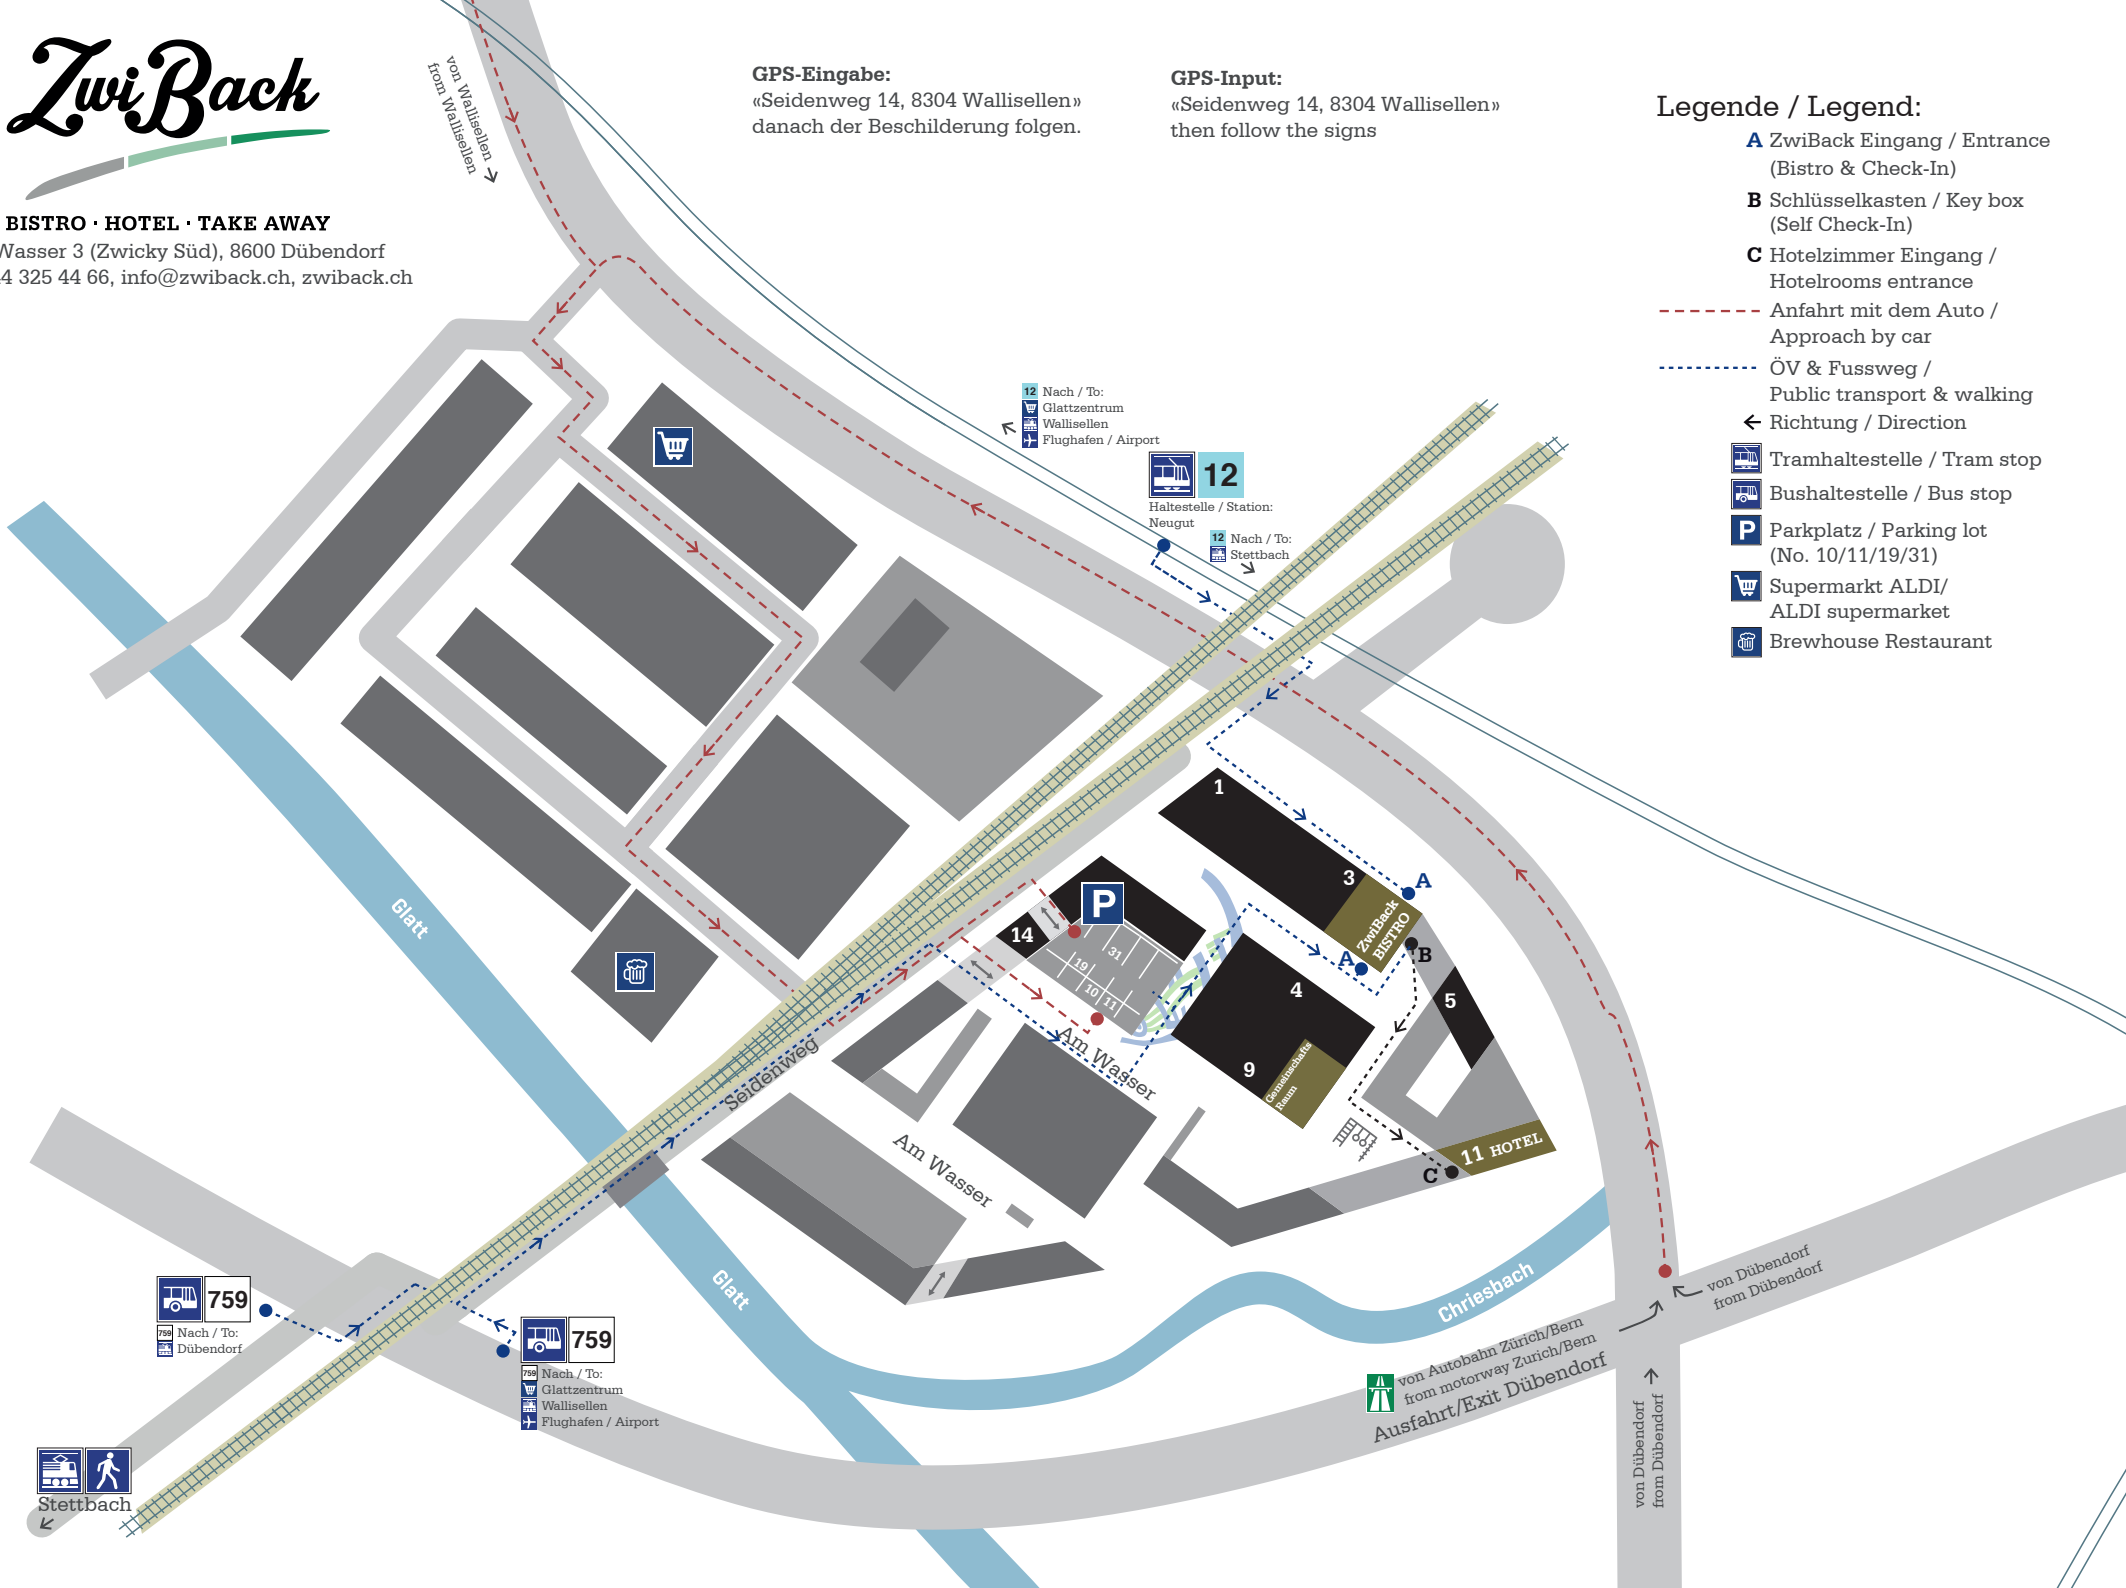 ZwiBack
BISTRO · HOTEL · TAKE AWAY
Wasser 3 (Zwicky Süd), 8600 Dübendorf
4 325 44 66, info@zwiback.ch, zwiback.ch
von Wallisellen
from Wallisellen
GPS-Eingabe:
«Seidenweg 14, 8304 Wallisellen»
danach der Beschilderung folgen.
GPS-Input:
«Seidenweg 14, 8304 Wallisellen»
then follow the signs
Legende / Legend:
A ZwiBack Eingang / Entrance
(Bistro & Check-In)
B Schlüsselkasten / Key box
(Self Check-In)
C Hotelzimmer Eingang /
Hotelrooms entrance
Anfahrt mit dem Auto /
Approach by car
ÖV & Fussweg /
Public transport & walking
Richtung / Direction
Tramhaltestelle / Tram stop
Bushaltestelle / Bus stop
P Parkplatz / Parking lot
(No. 10/11/19/31)
Supermarkt ALDI/
ALDI supermarket
Brewhouse Restaurant
12 Nach / To:
Glattzentrum
Wallisellen
Flughafen / Airport
12
Haltestelle / Station:
Neugut
12 Nach / To:
Stettbach
1
3
A
ZwiBack
BISTRO
A
B
P
14
31
19
10
11
4
5
9
Gemeinschafts
Raum
11 HOTEL
C
Am Wasser
Am Wasser
Seidenweg
Glatt
Glatt
Chriesbach
759
759 Nach / To:
Dübendorf
759
759 Nach / To:
Glattzentrum
Wallisellen
Flughafen / Airport
Stettbach
von Dübendorf
from Dübendorf
von Autobahn Zürich/Bern
from motorway Zurich/Bern
Ausfahrt/Exit Dübendorf
von Dübendorf
from Dübendorf